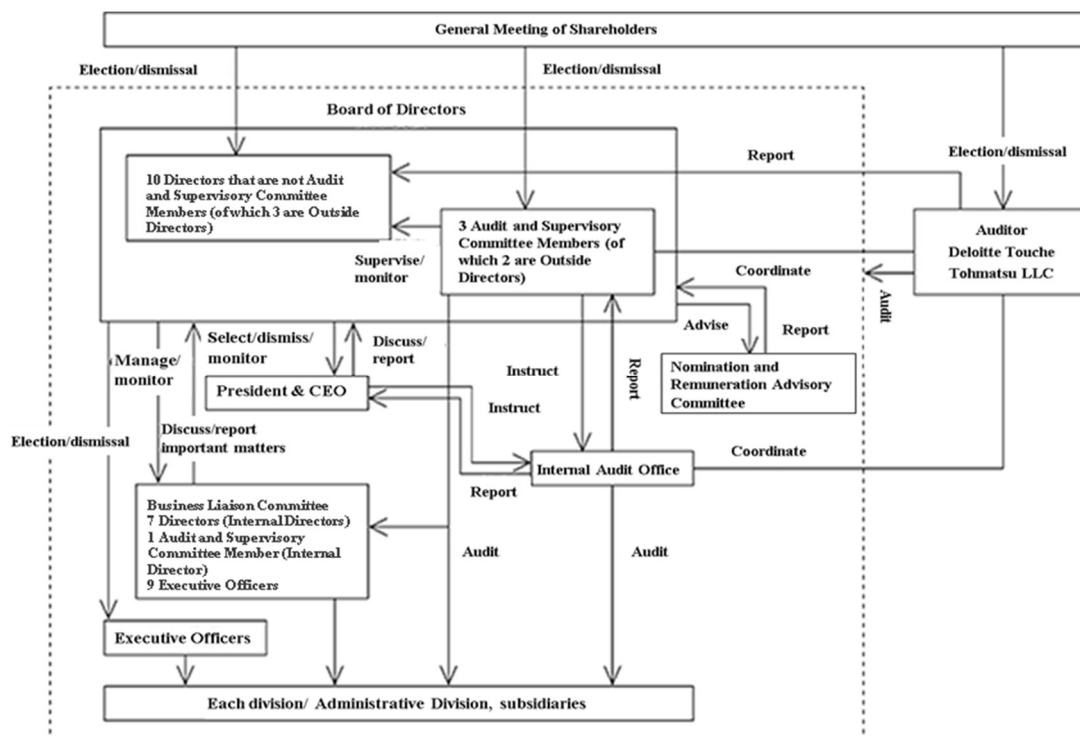 General Meeting of Shareholders
Election/dismissal
Election/dismissal
Board of Directors
Election/dismissal
Report
10 Directors that are not Audit
and Supervisory Committee
Members (of which 3 are Outside
Directors)
3 Audit and Supervisory
Committee Members (of
which 2 are Outside
Directors)
Auditor
Deloitte Touche
Tohmatsu LLC
Supervise/
monitor
Coordinate
Audit
Advise
Report
Select/dismiss/
monitor
Discuss/
report
Manage/
monitor
President & CEO
Instruct
Report
Nomination and
Remuneration Advisory
Committee
Instruct
Election/dismissal
Discuss/report
important matters
Coordinate
Internal Audit Office
Report
Business Liaison Committee
7 Directors (Internal Directors)
1 Audit and Supervisory
Committee Member (Internal
Director)
9 Executive Officers
Audit
Audit
Executive Officers
Each division/ Administrative Division, subsidiaries